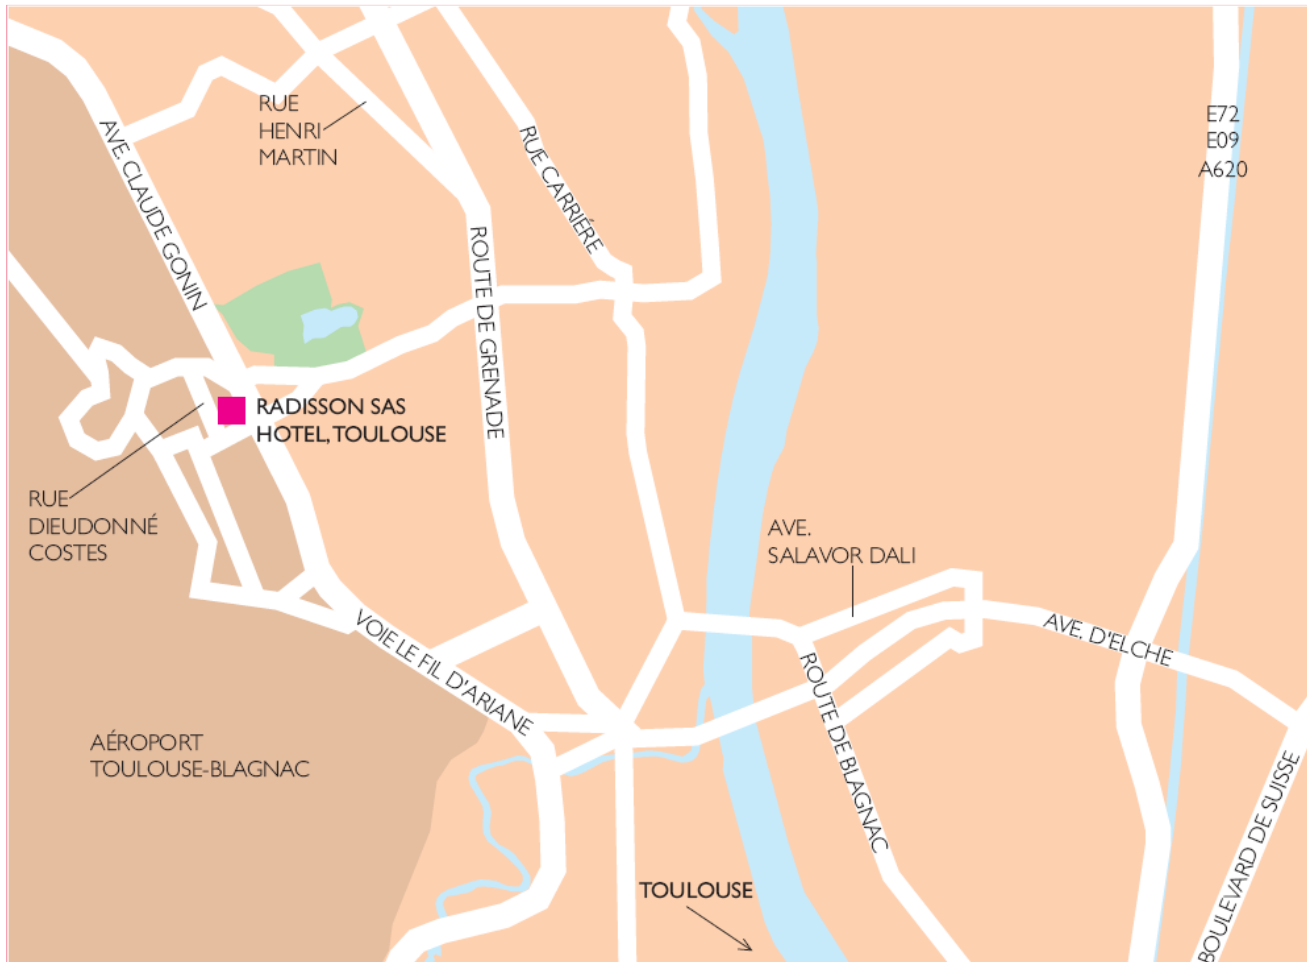 RUE
HENRI
MARTIN
E72
E09
A620
AVE. CLAUDE GONIN
RUE CARRIÉRE
ROUTE DE GRENADE
RADISSON SAS
HOTEL, TOULOUSE
RUE
DIEUDONNÉ
COSTES
AVE.
SALAVOR DALI
VOIE LE FIL D'ARIANE
AVE. D'ELCHE
ROUTE DE BLAGNAC
AÉROPORT
TOULOUSE-BLAGNAC
BOULEVARD DE SUISSE
TOULOUSE